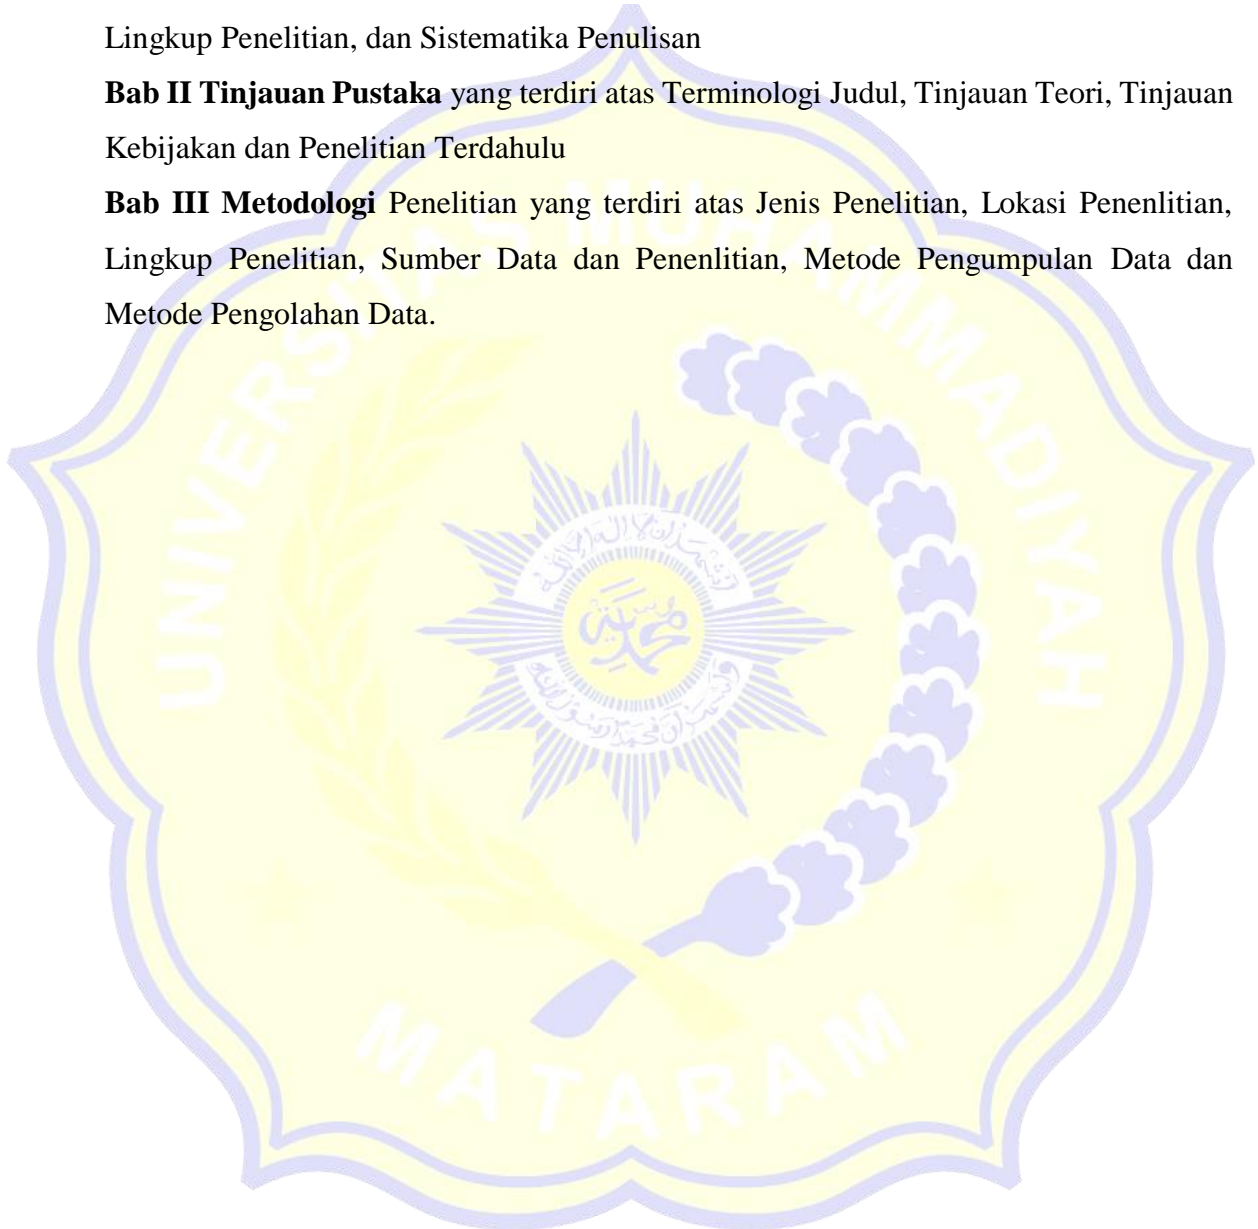 Lingkup Penelitian, dan Sistematika Penulisan
Bab II Tinjauan Pustaka yang terdiri atas Terminologi Judul, Tinjauan Teori, Tinjauan
Kebijakan dan Penelitian Terdahulu
Bab III Metodologi Penelitian yang terdiri atas Jenis Penelitian, Lokasi Penenlitian,
Lingkup Penelitian, Sumber Data dan Penenlitian, Metode Pengumpulan Data dan
Metode Pengolahan Data.
UNIVERSITAS MUHAMMADIYAH
MATARAM